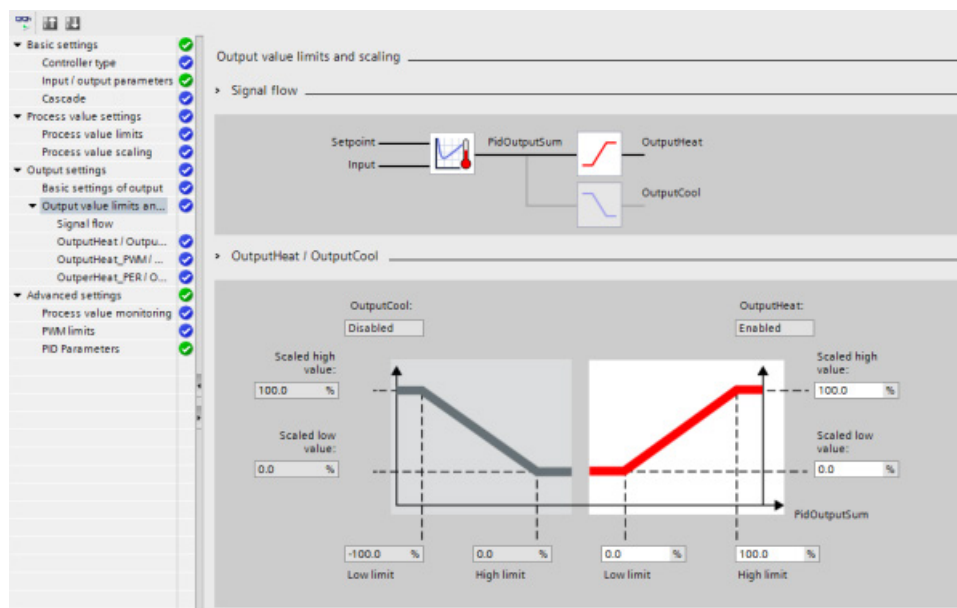 Basic settings
Controller type
Input / output parameters
Cascade
Process value settings
Process value limits
Process value scaling
Output settings
Basic settings of output
Output value limits an...
Signal flow
OutputHeat / Outpu...
OutputHeat_PWM / ...
OutperHeat_PER / O...
Advanced settings
Process value monitoring
PWM limits
PID Parameters
Output value limits and scaling
Signal flow
Setpoint
PidOutputSum
OutputHeat
Input
OutputCool
OutputHeat / OutputCool
OutputCool:
Disabled
OutputHeat:
Enabled
Scaled high
value:
100.0 %
Scaled low
value:
0.0 %
Scaled high
value:
100.0 %
Scaled low
value:
0.0 %
PidOutputSum
-100.0 %
0.0 %
0.0 %
100.0 %
Low limit
High limit
Low limit
High limit